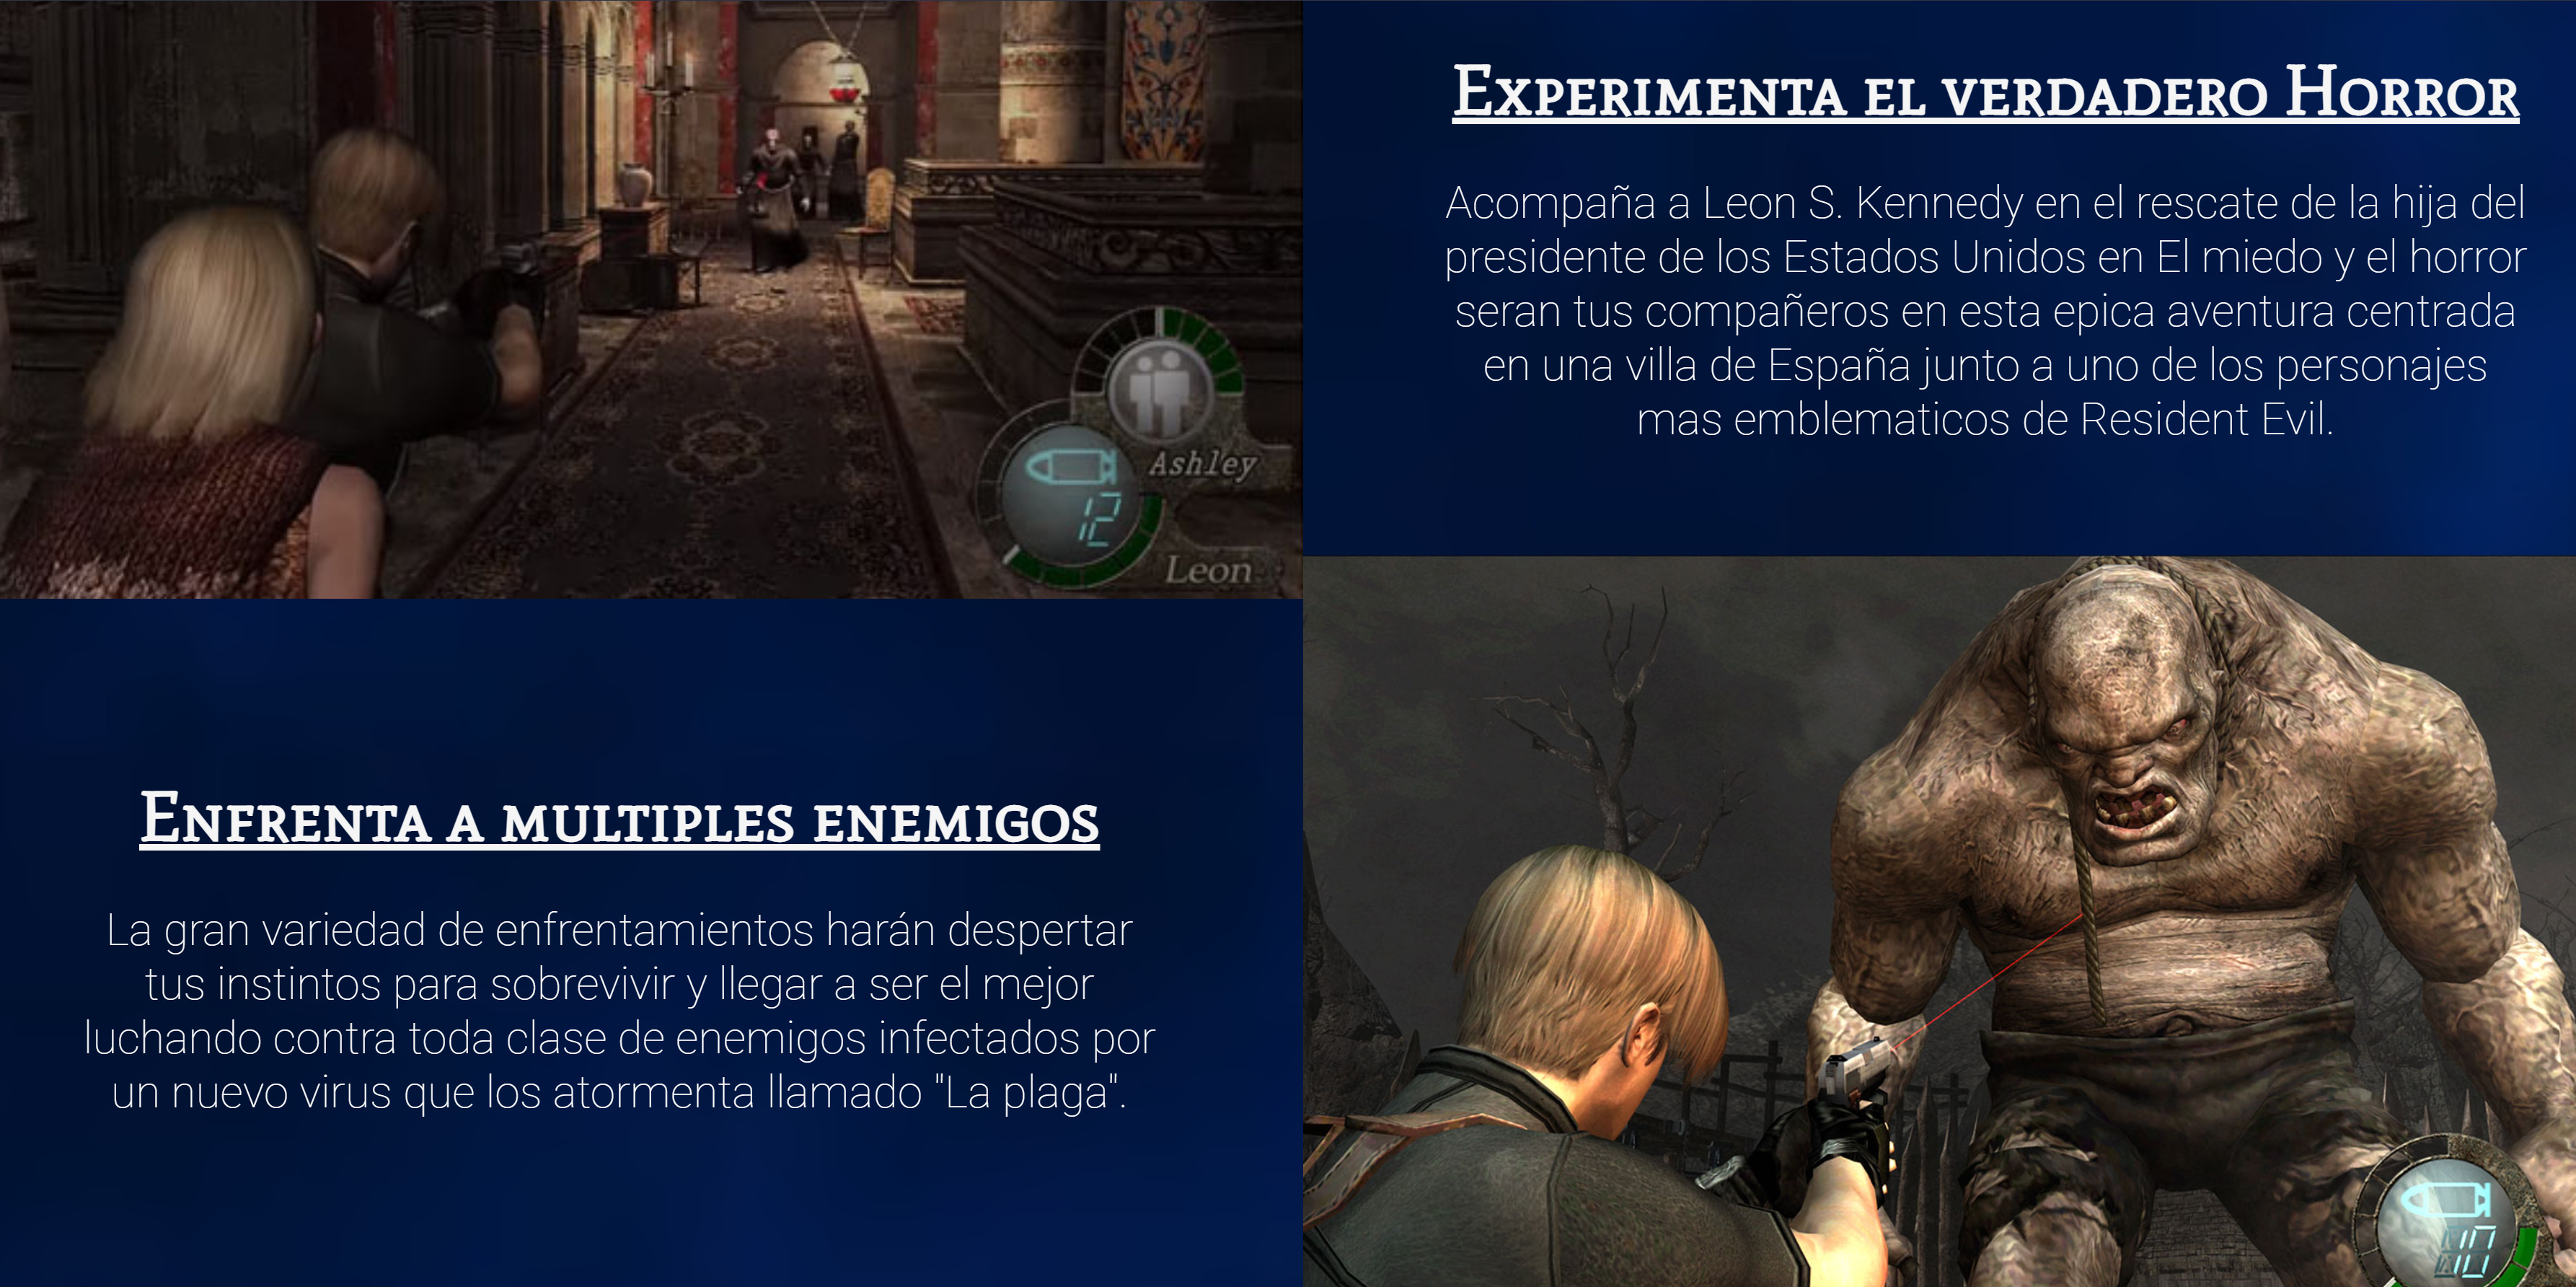 Experimenta el verdadero Horror
Acompaña a Leon S. Kennedy en el rescate de la hija del
presidente de los Estados Unidos en El miedo y el horror
seran tus compañeros en esta epica aventura centrada
en una villa de España junto a uno de los personajes
mas emblematicos de Resident Evil.
Ashley
12
Leon
Enfrenta a multiples enemigos
La gran variedad de enfrentamientos harán despertar
tus instintos para sobrevivir y llegar a ser el mejor
luchando contra toda clase de enemigos infectados por
un nuevo virus que los atormenta llamado "La plaga".